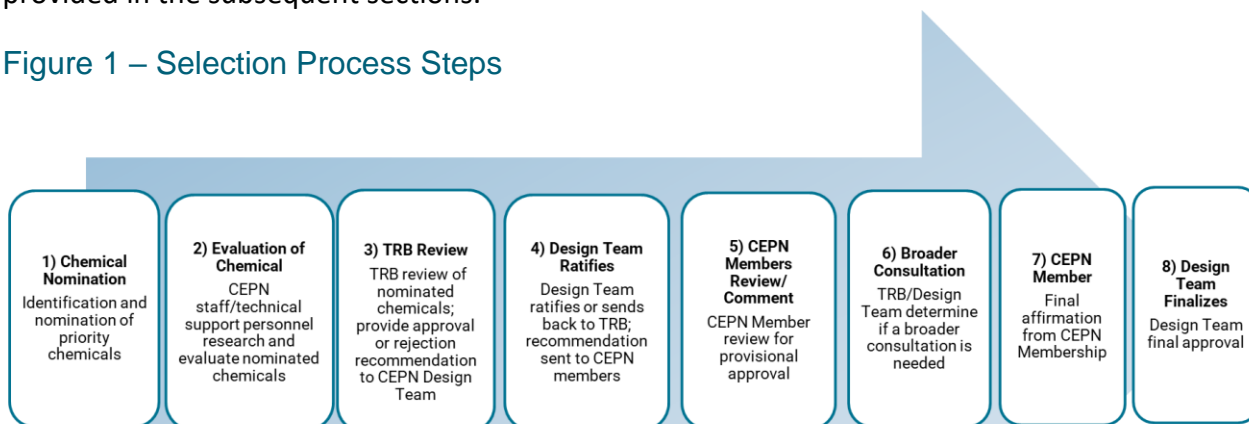 provided in the subsequent sections.
Figure 1 – Selection Process Steps
1) Chemical
Nomination
Identification and
nomination of
priority
chemicals
2) Evaluation of
Chemical
CEPN
staff/technical
support personnel
research and
evaluate nominated
chemicals
3) TRB Review
TRB review of
nominated
chemicals;
provide approval
or rejection
recommendation
to CEPN Design
Team
4) Design Team
Ratifies
Design Team
ratifies or sends
back to TRB;
recommendation
sent to CEPN
members
5) CEPN
Members
Review/
Comment
CEPN Member
review for
provisional
approval
6) Broader
Consultation
TRB/Design
Team determine
if a broader
consultation is
needed
7) CEPN
Member
Final
affirmation
from CEPN
Membership
8) Design
Team
Finalizes
Design Team
final approval